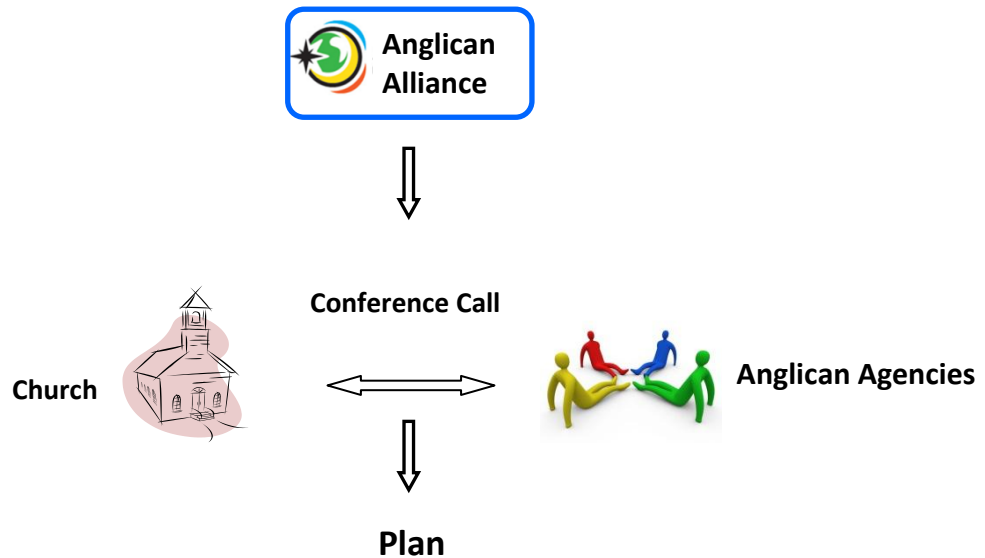 Anglican
Alliance
Conference Call
Church
Anglican Agencies
Plan